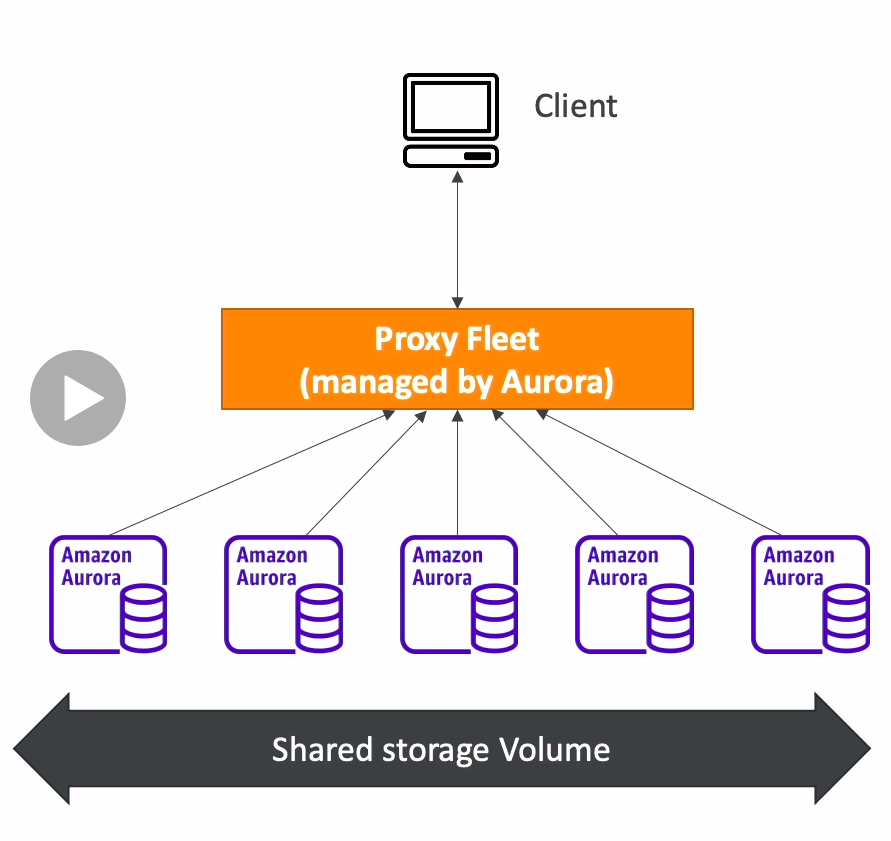 Client
Proxy Fleet
(managed by Aurora)
Amazon
Aurora
Amazon
Aurora
Amazon
Aurora
Amazon
Aurora
Amazon
Aurora
Shared storage Volume